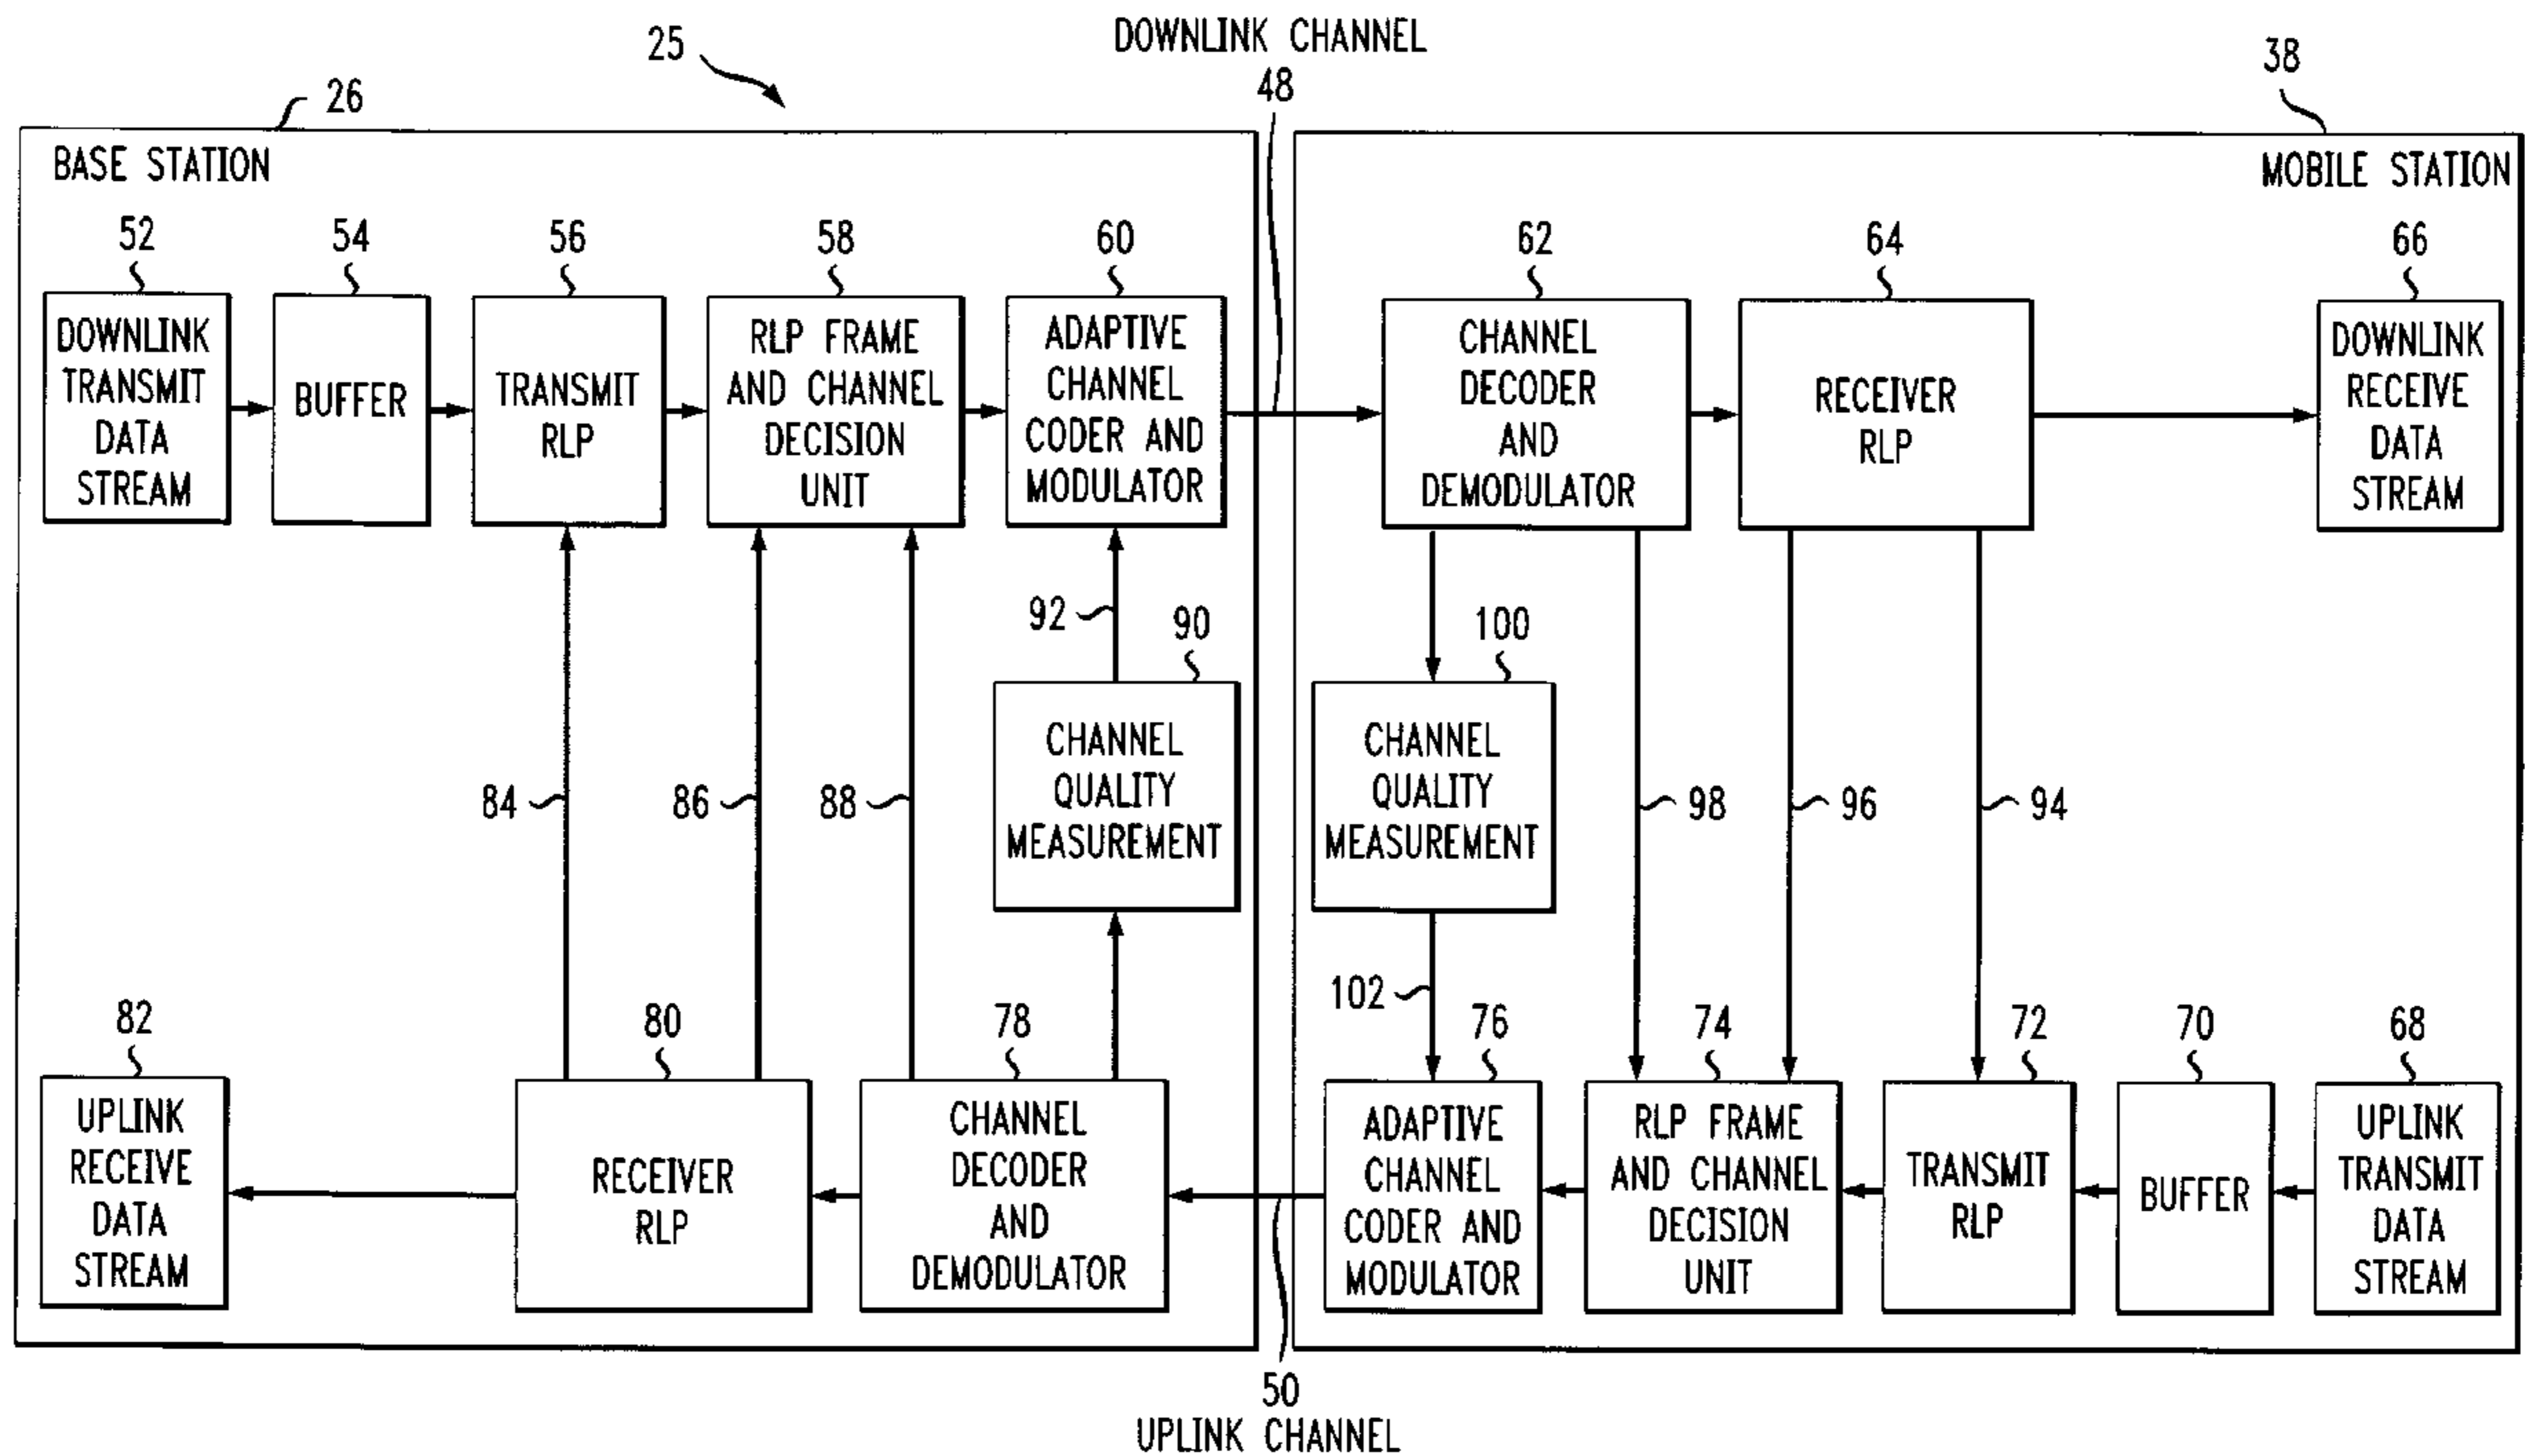 DOWNLINK CHANNEL
25
48
38
26
BASE STATION
MOBILE STATION
52
54
56
58
60
62
64
66
DOWNLINK
TRANSMIT
DATA
STREAM
BUFFER
TRANSMIT
RLP
RLP FRAME
AND CHANNEL
DECISION
UNIT
ADAPTIVE
CHANNEL
CODER AND
MODULATOR
CHANNEL
DECODER
AND
DEMODULATOR
RECEIVER
RLP
DOWNLINK
RECEIVE
DATA
STREAM
92
90
100
CHANNEL
QUALITY
MEASUREMENT
CHANNEL
QUALITY
MEASUREMENT
84
86
88
98
96
94
102
82
80
78
76
74
72
70
68
UPLINK
RECEIVE
DATA
STREAM
RECEIVER
RLP
CHANNEL
DECODER
AND
DEMODULATOR
ADAPTIVE
CHANNEL
CODER AND
MODULATOR
RLP FRAME
AND CHANNEL
DECISION
UNIT
TRANSMIT
RLP
BUFFER
UPLINK
TRANSMIT
DATA
STREAM
50
UPLINK CHANNEL